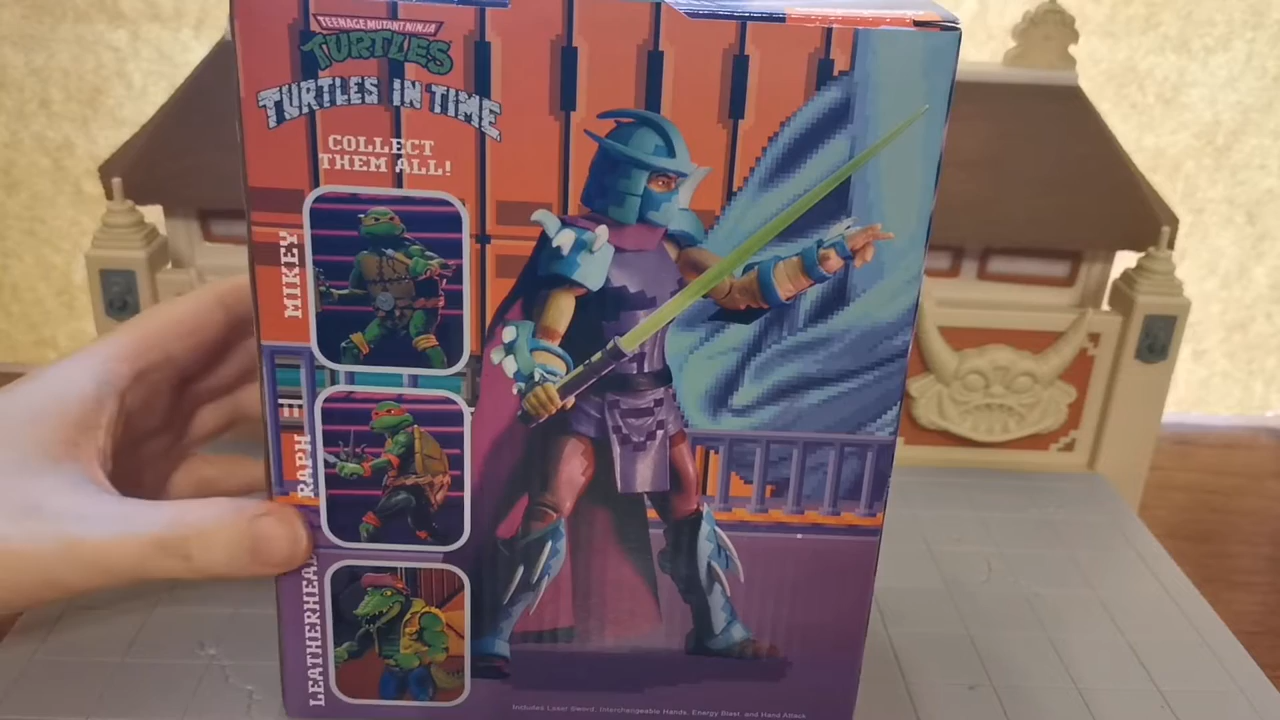 TEENAGE MUTANT NINJA
TURTLES
TURTLES IN TIME
COLLECT
THEM ALL!
MIKEY
RAPH
LEATHERHEAD
Includes Laser Sword, Interchangeable Hands, Energy Blast, and Hand Attack